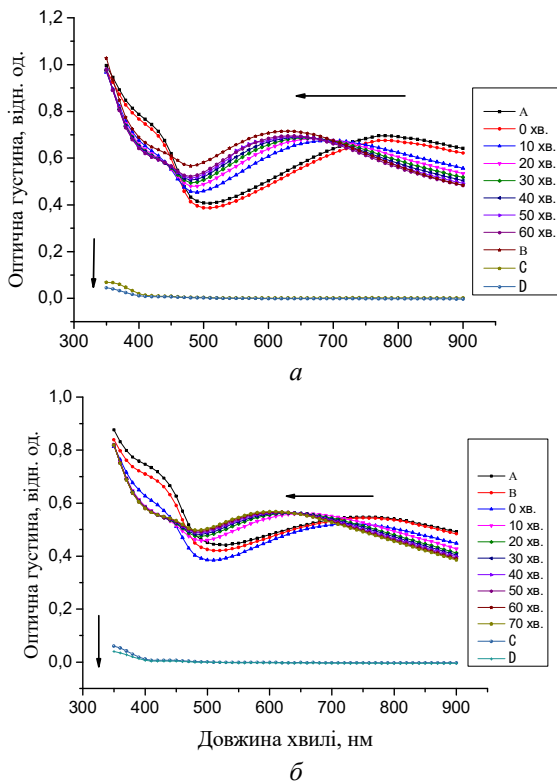 Оптична густина, відн. од.
1,2
1,0
0,8
0,6
0,4
0,2
0,0
300 400 500 600 700 800 900
A
0 хв.
10 хв.
20 хв.
30 хв.
40 хв.
50 хв.
60 хв.
B
C
D
а
Оптична густина, відн. од.
1,0
0,8
0,6
0,4
0,2
0,0
300 400 500 600 700 800 900
A
B
0 хв.
10 хв.
20 хв.
30 хв.
40 хв.
50 хв.
60 хв.
70 хв.
C
D
Довжина хвилі, нм
б